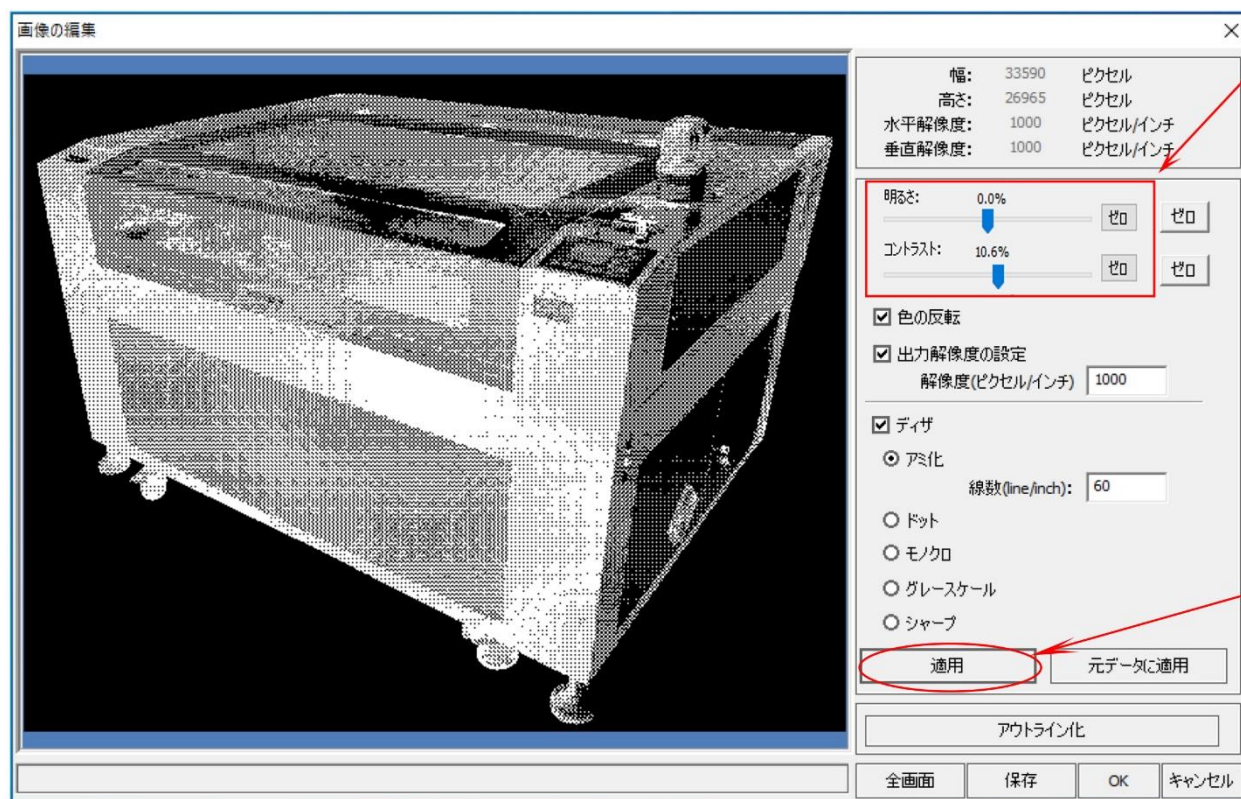 画像の編集
幅: 33590 ピクセル
高さ: 26965 ピクセル
水平解像度: 1000 ピクセル/インチ
垂直解像度: 1000 ピクセル/インチ
明るさ: 0.0% ゼロ ゼロ
コントラスト: 10.6% ゼロ ゼロ
色の反転
出力解像度の設定
解像度(ピクセル/インチ) 1000
ディザ
アミ化
線数(line/inch): 60
ドット
モノクロ
グレースケール
シャープ
適用 元データに適用
アウトライン化
全画面 保存 OK キャンセル